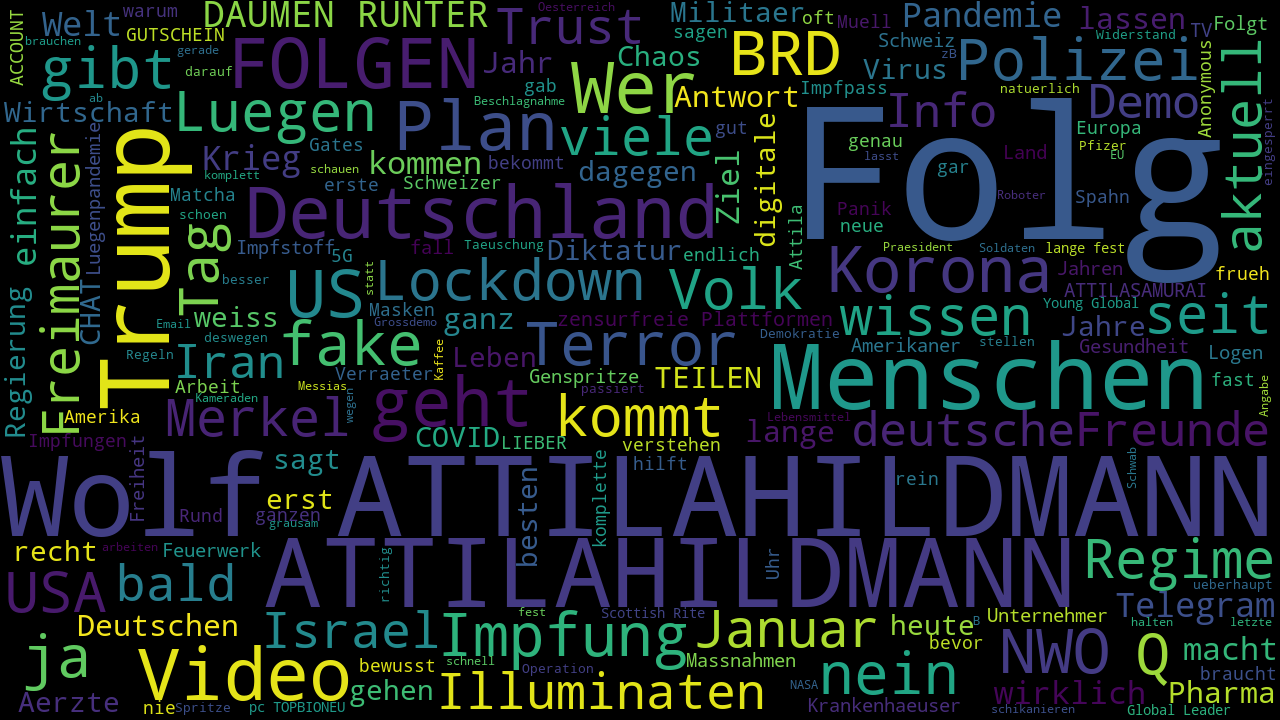 ACCOUNT
Welt
warum
brauchen
GUTSCHEIN
DAUMEN RUNTER
gerade
darauf
gibt
FOLGEN
Trust
Oesterreich
Jahr
Chaos
gab
Beschlagnahme
Militaer
sagen
oft
Muell
BRD
Pandemie
Schweiz
zB
Virus
lassen
Widerstand
TV
Folgt
Polizei
natuerlich
Anonymous
aktuell
eingesperrt
Wirtschaft
ab
Luegen
Plan
wer
Antwort
Impfpass
Info
Demo
viele
gut
digitale
genau
lasst
gar
Land
Europa
Pfizer
EU
einfach
Freimaurer
Luegenpandemie
CHAT
Trump
Krieg
Gates
schauen
komplett
kommen
bekommt
dagegen
Ziel
Folg
Roboter
Spahn
Matcha
erste
Schweizer
schoen
Tag
Deutschland
Panik
neue
Attila
Impfstoff
5G
fall
Taeuschung
Diktatur
endlich
Praesident
Soldaten
lange fest
besser
US
statt
Lockdown
Volk
Korona
Jahren
ATTILASAMURAI
frueh
Regierung
weiss
Masken
Grossdemo
ganz
zensurfreie Plattformen
wissen
Young Global
Jahre
seit
Email
deswegen
Regeln
Iran
fake
Kaffee
Leben
Terror
Demokratie
Amerikaner
stellen
Gesundheit
Logen
Arbeit
Kameraden
Messias
Verraeter
Genspritze
passiert
TEILEN
Menschen
fast
Angabe
Amerika
Merkel
wegen
geht
kommt
Lebensmittel
Impfungen
Freiheit
COVID
LIEBER
verstehen
lange
deutsche
Freunde
sagt
hilft
rein
Schwab
Wolf
ATTILAHILDMANN
erst
Rund
ganzen
grausam
besten
komplette
recht
arbeiten
Feuerwerk
richtig
ATTILAHILDMANN
Uhr
Regime
ueberhaupt
USA
bald
fest
Scottish Rite
Telegram
Deutschen
Israel
Impfung
Januar
heute
B
Unternehmer
halten
letzte
ja
Video
bewusst
schnell
Operation
Massnahmen
bevor
nein
NWO
Q
macht
braucht
Aerzte
nie
Spritze
pc TOPBIONEU
gehen
Illuminaten
NASA
Krankenhaeuser
wirklich
schikanieren
Pharma
Global Leader